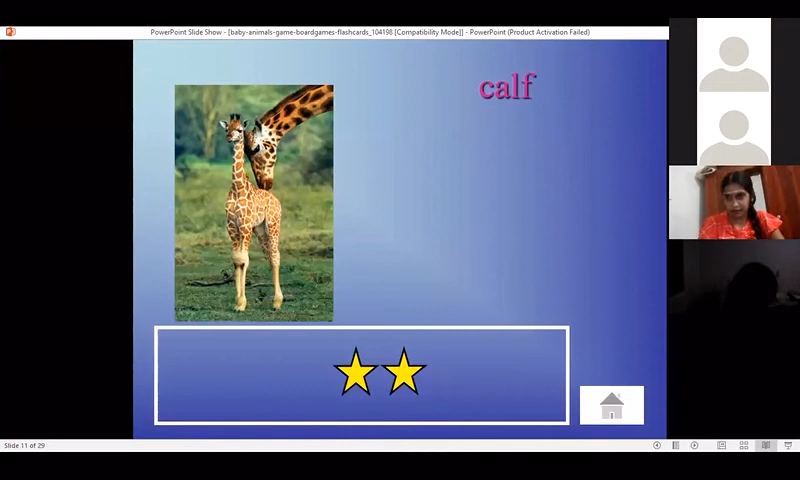 PowerPoint Slide Show - [baby-animals-game-boardgames-flashcards_104198 [Compatibility Mode]] - PowerPoint (Product Activation Failed)
calf
Slide 11 of 29